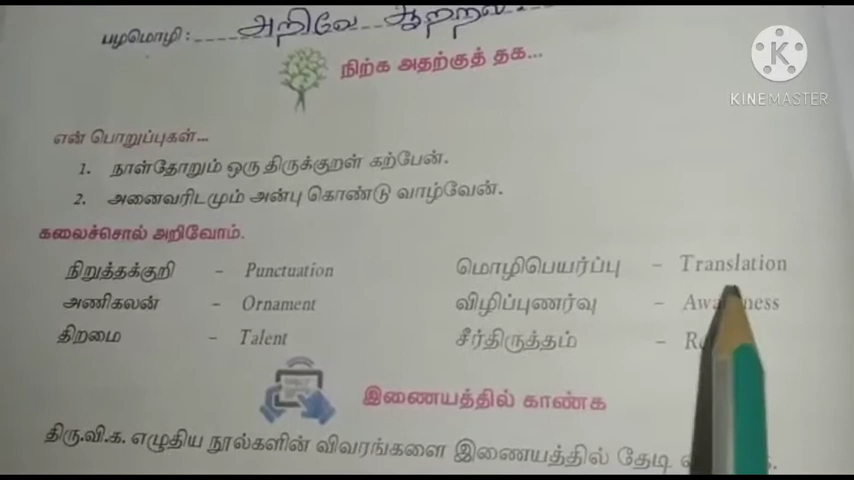 பழமொழி : அறிவே ஆற்றல்.
நிற்க அதற்குத் தக...
KINEMASTER
என் பொறுப்புகள்...
1. நாள்தோறும் ஒரு திருக்குறள் கற்பேன்.
2. அனைவரிடமும் அன்பு கொண்டு வாழ்வேன்.
கலைச்சொல் அறிவோம்.
நிறுத்தக்குறி – Punctuation மொழிபெயர்ப்பு – Translation
அணிகலன் – Ornament விழிப்புணர்வு – Awareness
திறமை – Talent சீர்திருத்தம் –
இணையத்தில் காண்க
திரு.வி.க. எழுதிய நூல்களின் விவரங்களை இணையத்தில் தேடி